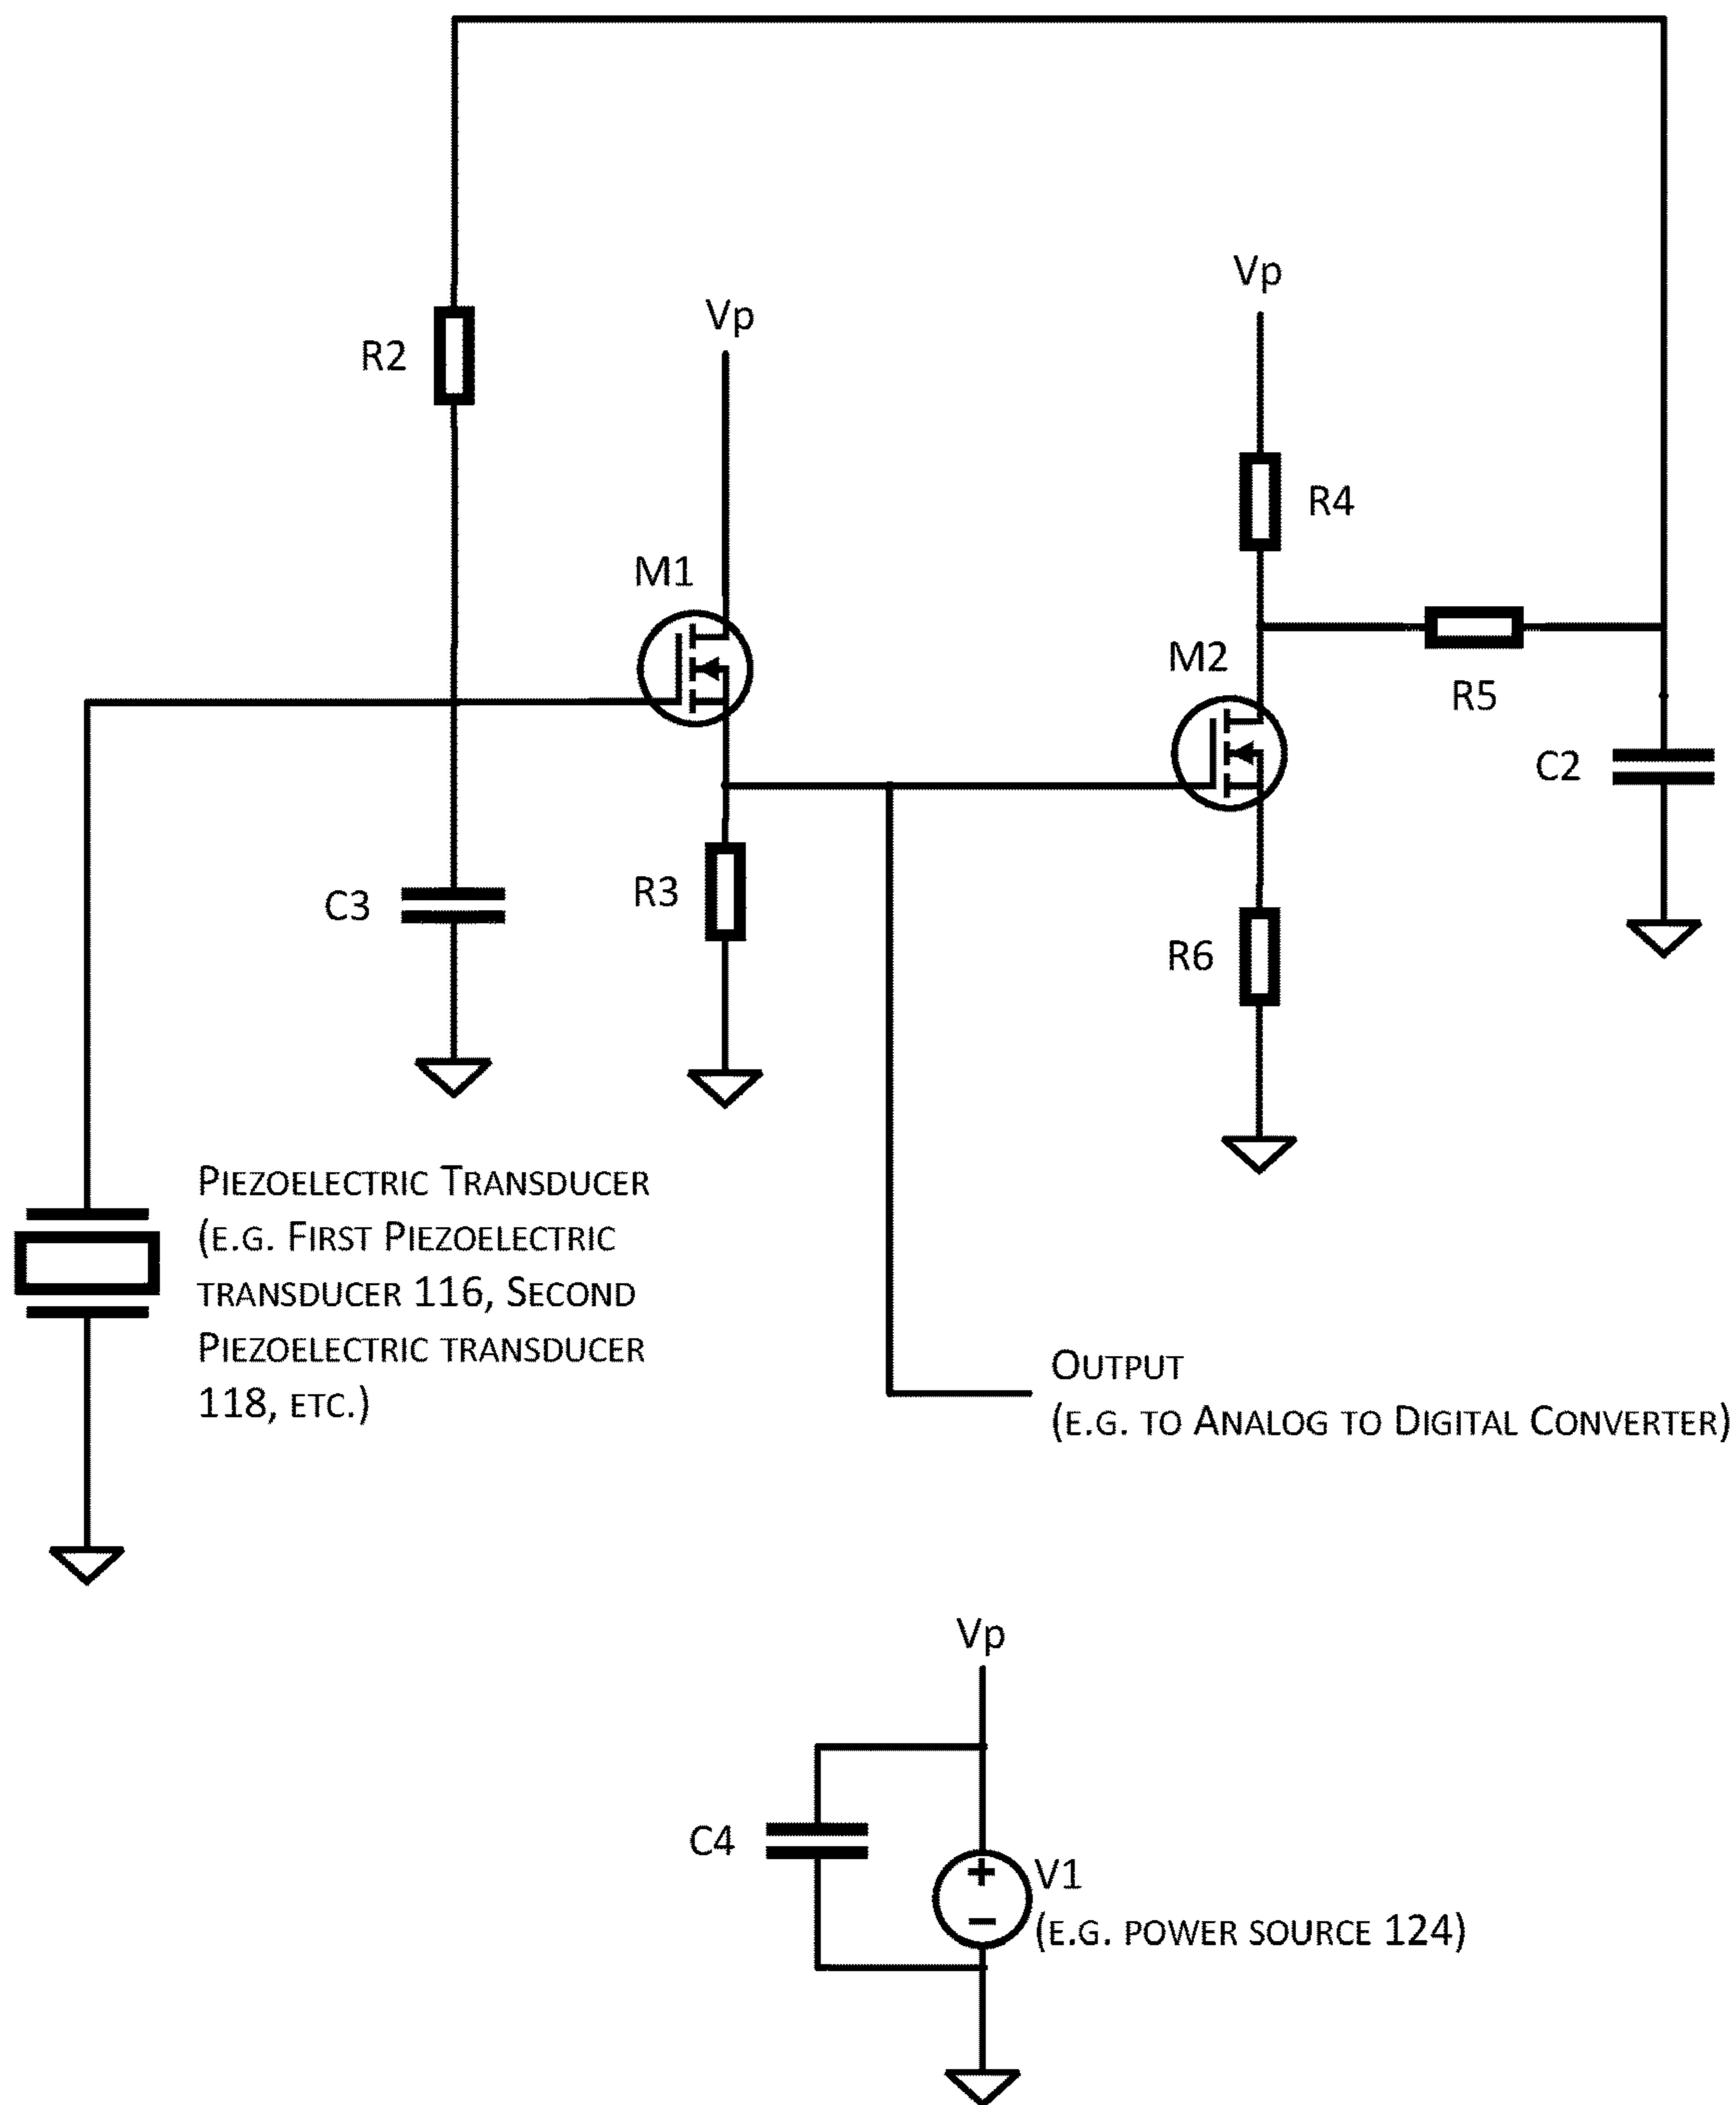 Vp
Vp
R2
R4
M1
M2
R5
C2
C3
R3
R6
PIEZOELECTRIC TRANSDUCER
(E.G. FIRST PIEZOELECTRIC
TRANSDUCER 116, SECOND
PIEZOELECTRIC TRANSDUCER
118, ETC.)
OUTPUT
(E.G. TO ANALOG TO DIGITAL CONVERTER)
Vp
C4
+
V1
−
(E.G. POWER SOURCE 124)